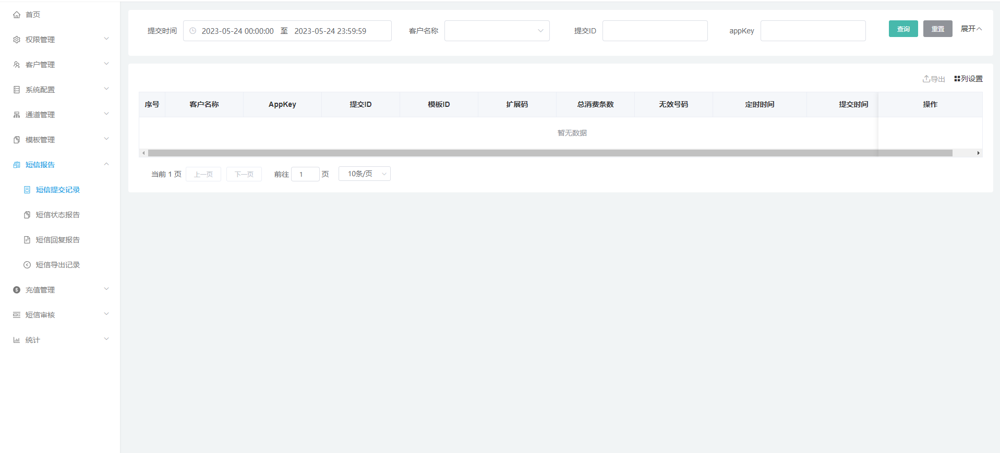 首页
权限管理
客户管理
系统配置
通道管理
模板管理
短信报告
短信提交记录
短信状态报告
短信回复报告
短信导出记录
充值管理
短信审核
统计
提交时间 2023-05-24 00:00:00 至 2023-05-24 23:59:59 客户名称 提交ID appKey 查询 重置 展开
导出 列设置
序号 客户名称 AppKey 提交ID 模板ID 扩展码 总消费条数 无效号码 定时时间 提交时间 操作
暂无数据
当前 1 页 上一页 下一页 前往 1 页 10条/页